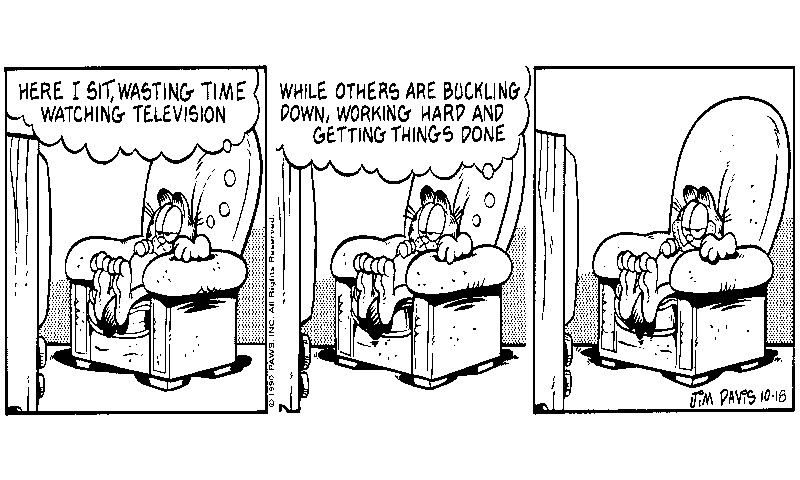 HERE I SIT, WASTING TIME
WATCHING TELEVISION
© 1990 PAWS, INC. All Rights Reserved.
WHILE OTHERS ARE BUCKLING
DOWN, WORKING HARD AND
GETTING THINGS DONE
JIM DAVIS 10-18